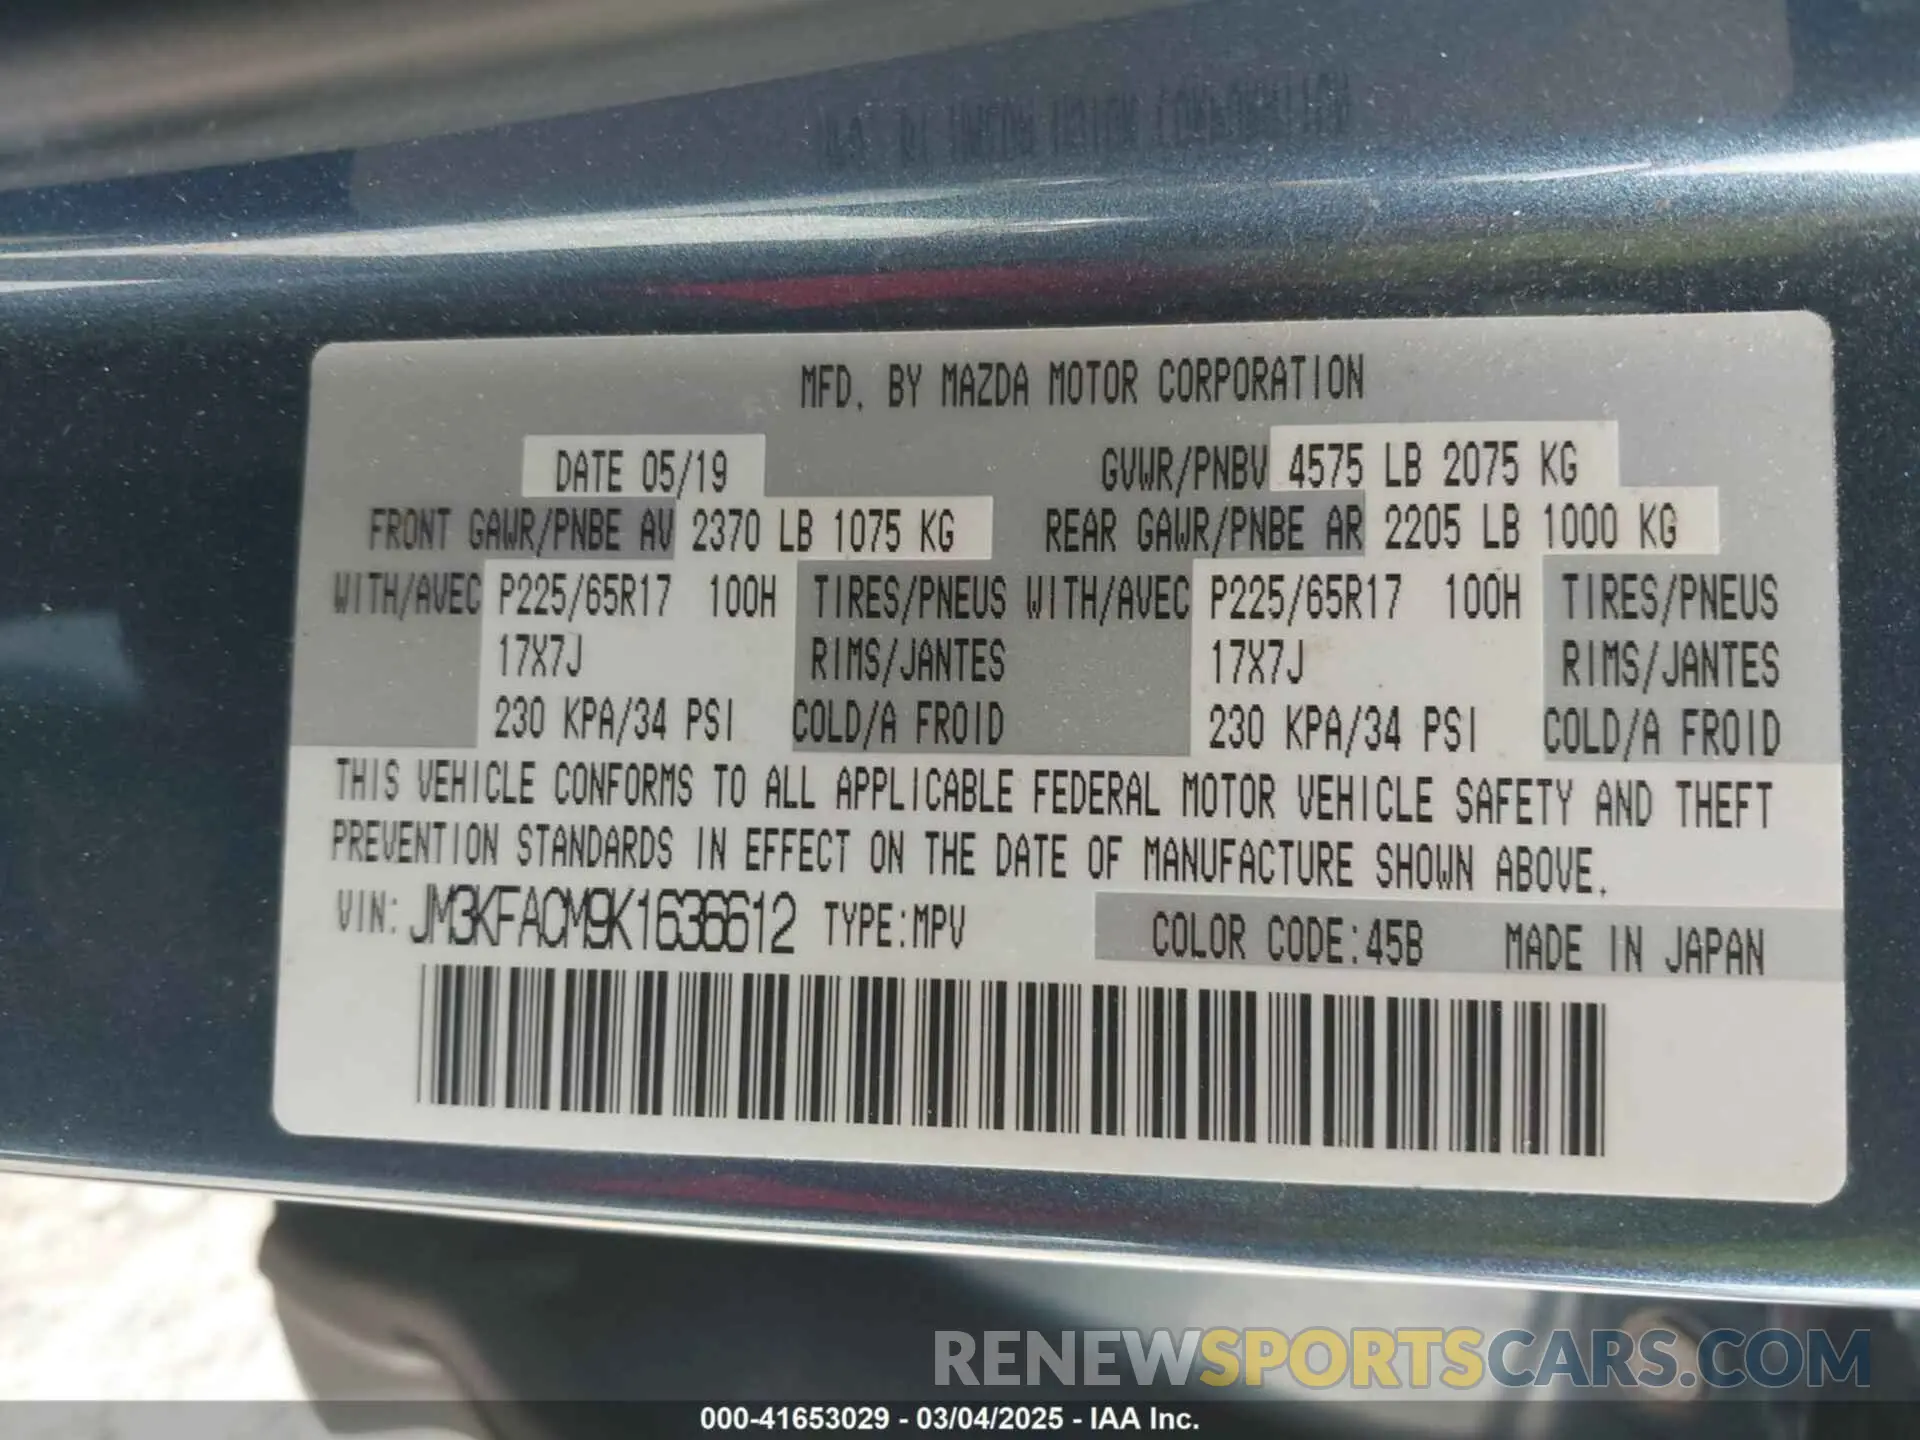 MFD. BY MAZDA MOTOR CORPORATION
DATE 05/19 GVWR/PNBV 4575 LB 2075 KG
FRONT GAWR/PNBE AV 2370 LB 1075 KG REAR GAWR/PNBE AR 2205 LB 1000 KG
WITH/AVEC P225/65R17 100H TIRES/PNEUS WITH/AVEC P225/65R17 100H TIRES/PNEUS
17X7J RIMS/JANTES 17X7J RIMS/JANTES
230 KPA/34 PSI COLD/A FROID 230 KPA/34 PSI COLD/A FROID
THIS VEHICLE CONFORMS TO ALL APPLICABLE FEDERAL MOTOR VEHICLE SAFETY AND THEFT
PREVENTION STANDARDS IN EFFECT ON THE DATE OF MANUFACTURE SHOWN ABOVE.
VIN: JM3KFACM9K1636612 TYPE:MPV COLOR CODE:45B MADE IN JAPAN
RENEWSPORTSCARS.COM
000-41653029 - 03/04/2025 - IAA Inc.